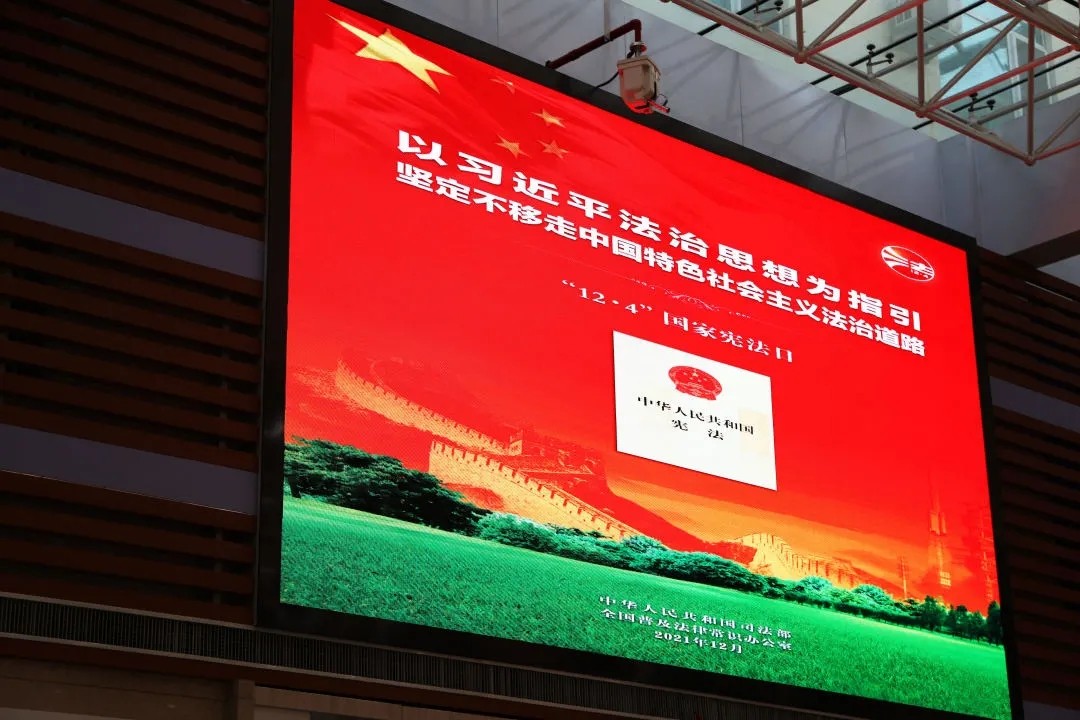 以习近平法治思想为指引
坚定不移走中国特色社会主义法治道路
“12·4”国家宪法日
中华人民共和国
宪 法
中华人民共和国司法部
全国普及法律常识办公室
2021年12月